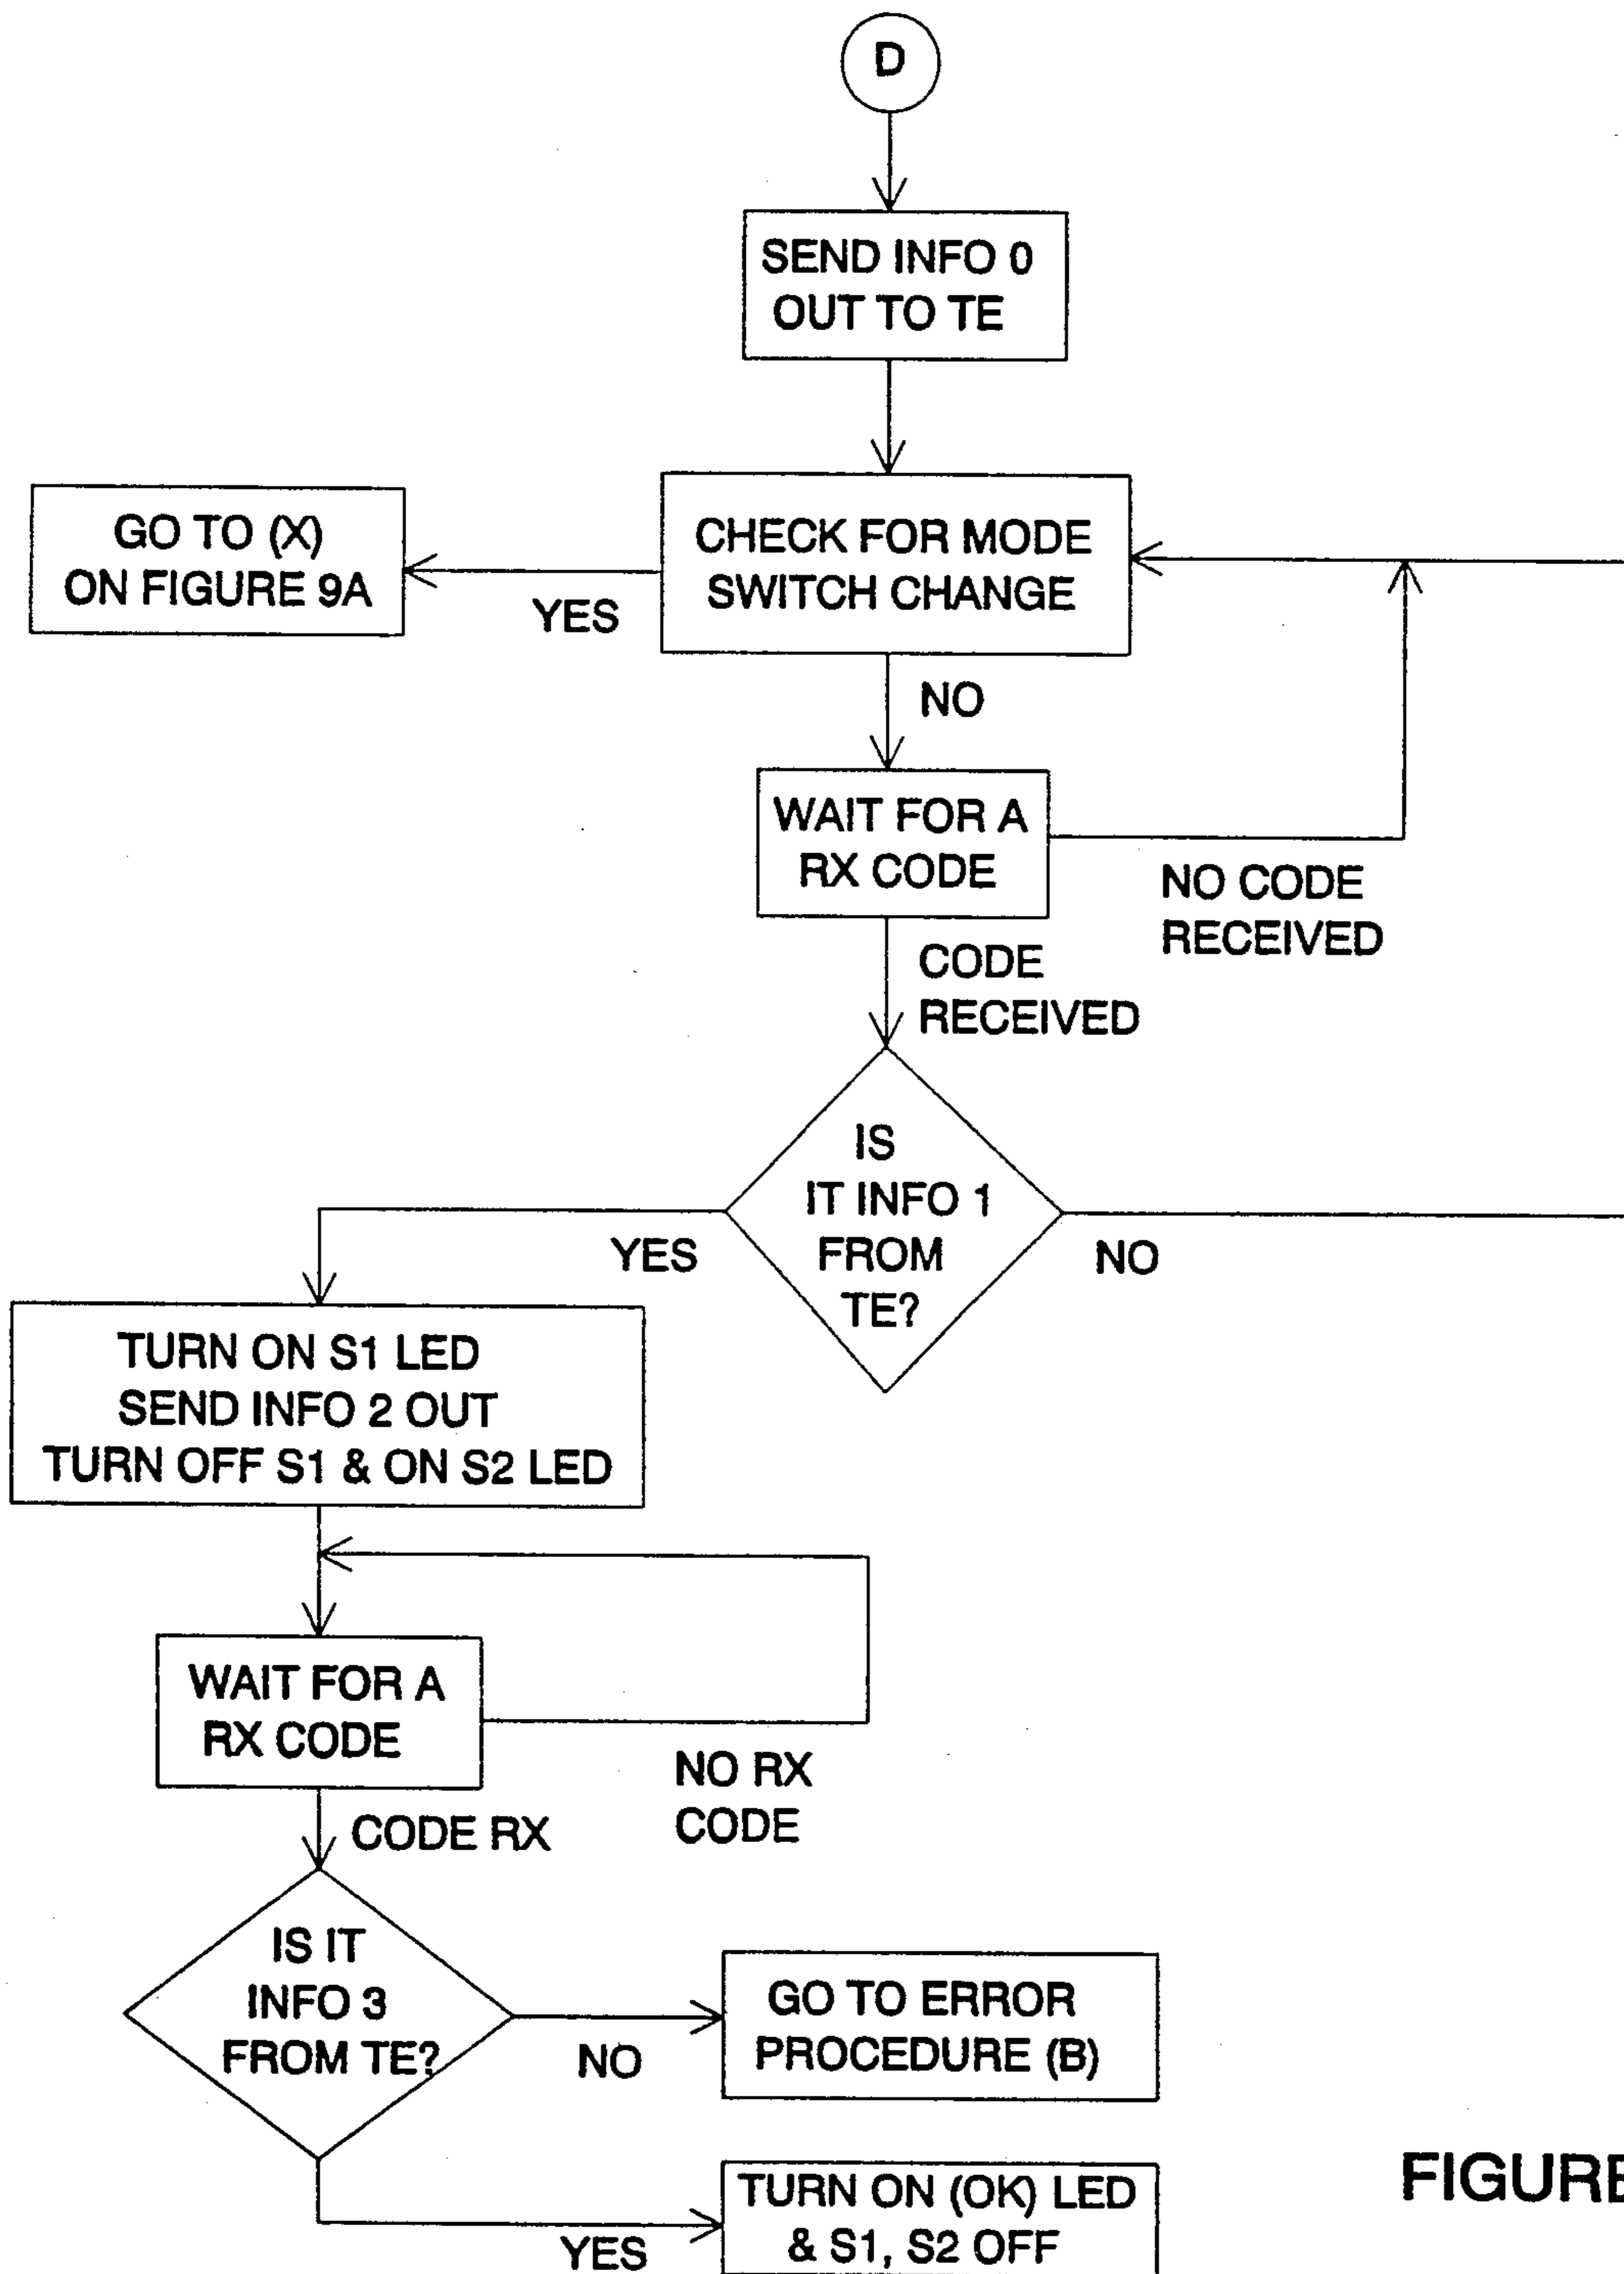 D
SEND INFO 0
OUT TO TE
GO TO (X)
ON FIGURE 9A
YES
CHECK FOR MODE
SWITCH CHANGE
NO
WAIT FOR A
RX CODE
NO CODE
RECEIVED
CODE
RECEIVED
IS
IT INFO 1
FROM
TE?
YES
NO
TURN ON S1 LED
SEND INFO 2 OUT
TURN OFF S1 & ON S2 LED
WAIT FOR A
RX CODE
NO RX
CODE
CODE RX
IS IT
INFO 3
FROM TE?
NO
GO TO ERROR
PROCEDURE (B)
YES
TURN ON (OK) LED
& S1, S2 OFF
FIGURE